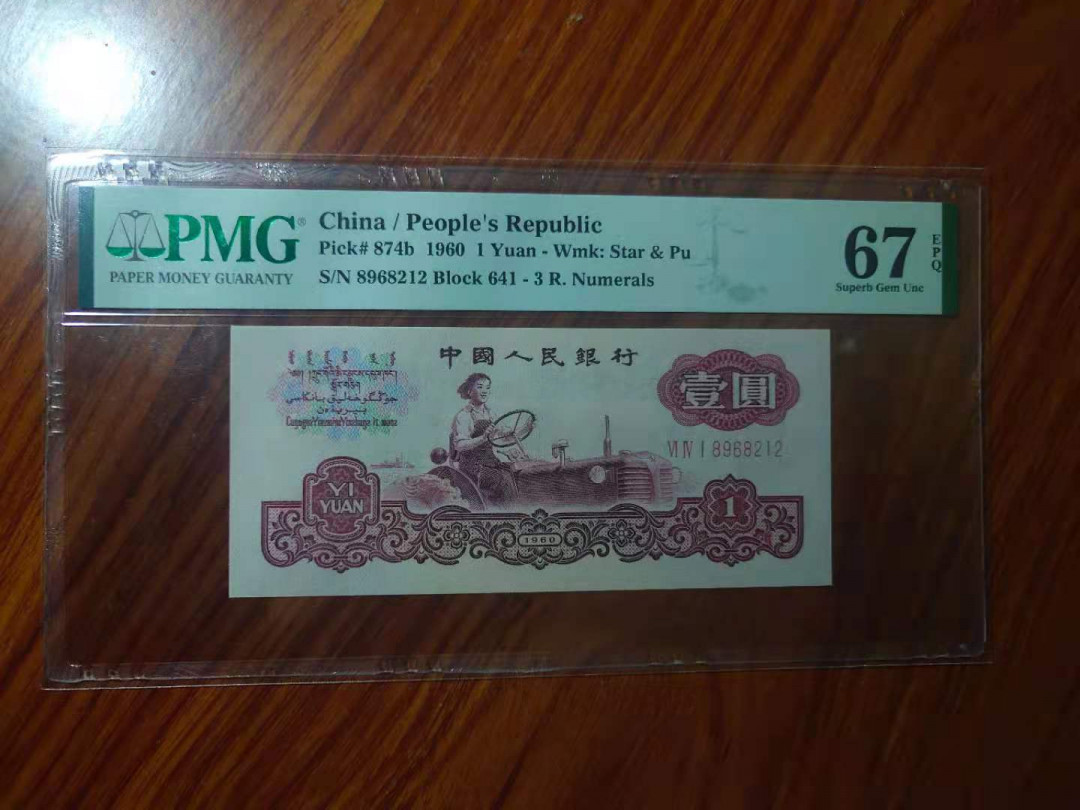 PMG®
PAPER MONEY GUARANTY
China / People's Republic
Pick# 874b 1960 1 Yuan - Wmk: Star & Pu
S/N 8968212 Block 641 - 3 R. Numerals
67
EPQ
Superb Gem Unc
中國人民銀行
壹圓
VI IV I 8968212
YI
YUAN
1
1960